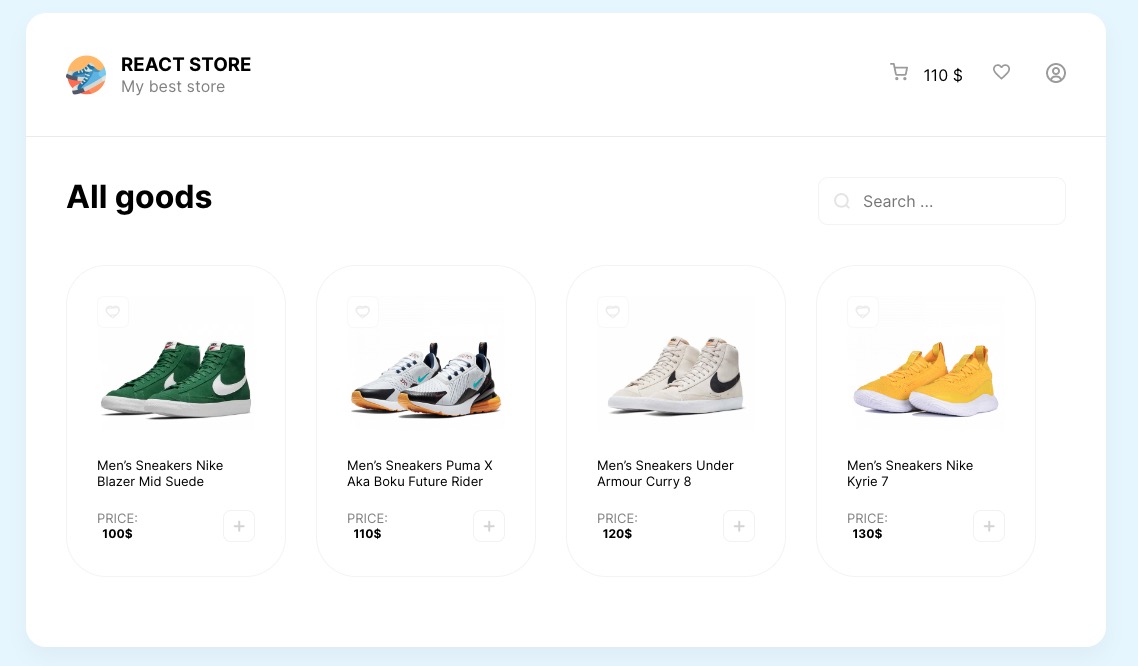 REACT STORE
My best store
110 $
All goods
Search ...
Men’s Sneakers Nike
Blazer Mid Suede
PRICE:
100$
Men’s Sneakers Puma X
Aka Boku Future Rider
PRICE:
110$
Men’s Sneakers Under
Armour Curry 8
PRICE:
120$
Men’s Sneakers Nike
Kyrie 7
PRICE:
130$